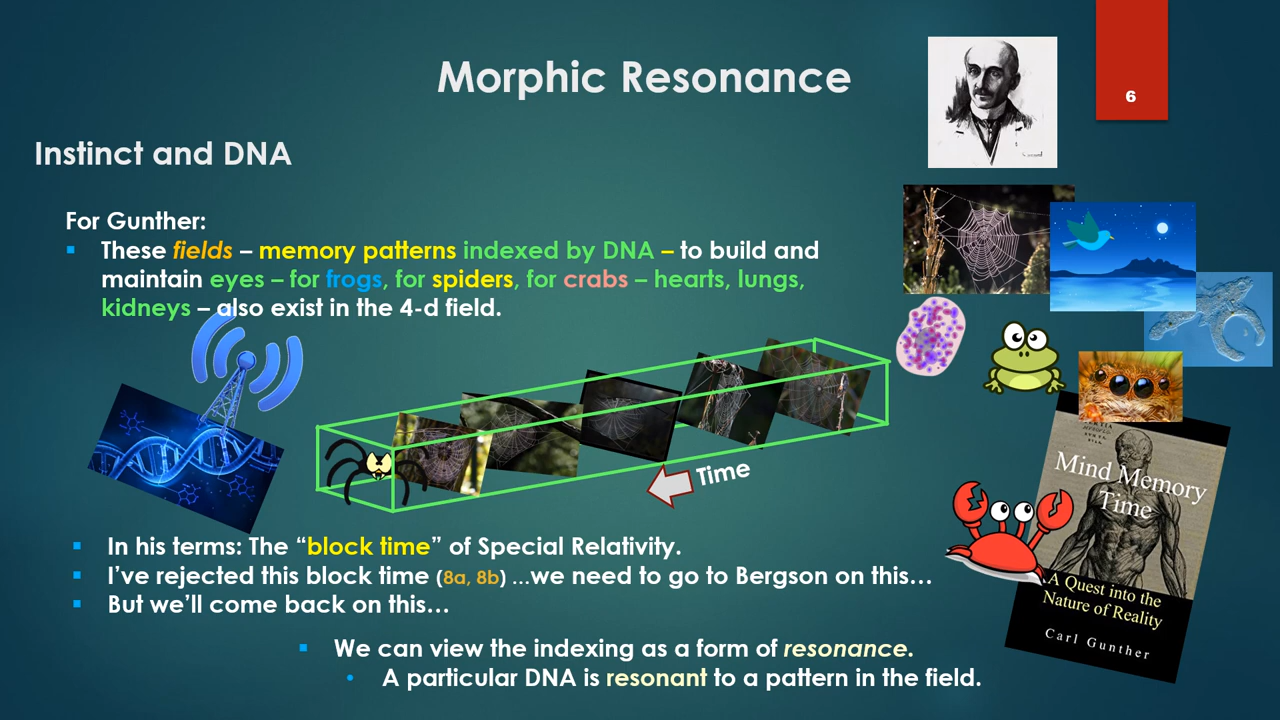 Morphic Resonance
6
Instinct and DNA
For Gunther:
These fields – memory patterns indexed by DNA – to build and
maintain eyes – for frogs, for spiders, for crabs – hearts, lungs,
kidneys – also exist in the 4-d field.
Time
In his terms: The “block time” of Special Relativity.
I’ve rejected this block time (8a, 8b) …we need to go to Bergson on this…
But we’ll come back on this…
We can view the indexing as a form of resonance.
A particular DNA is resonant to a pattern in the field.
Mind Memory
Time
A Quest into the
Nature of Reality
Carl Gunther